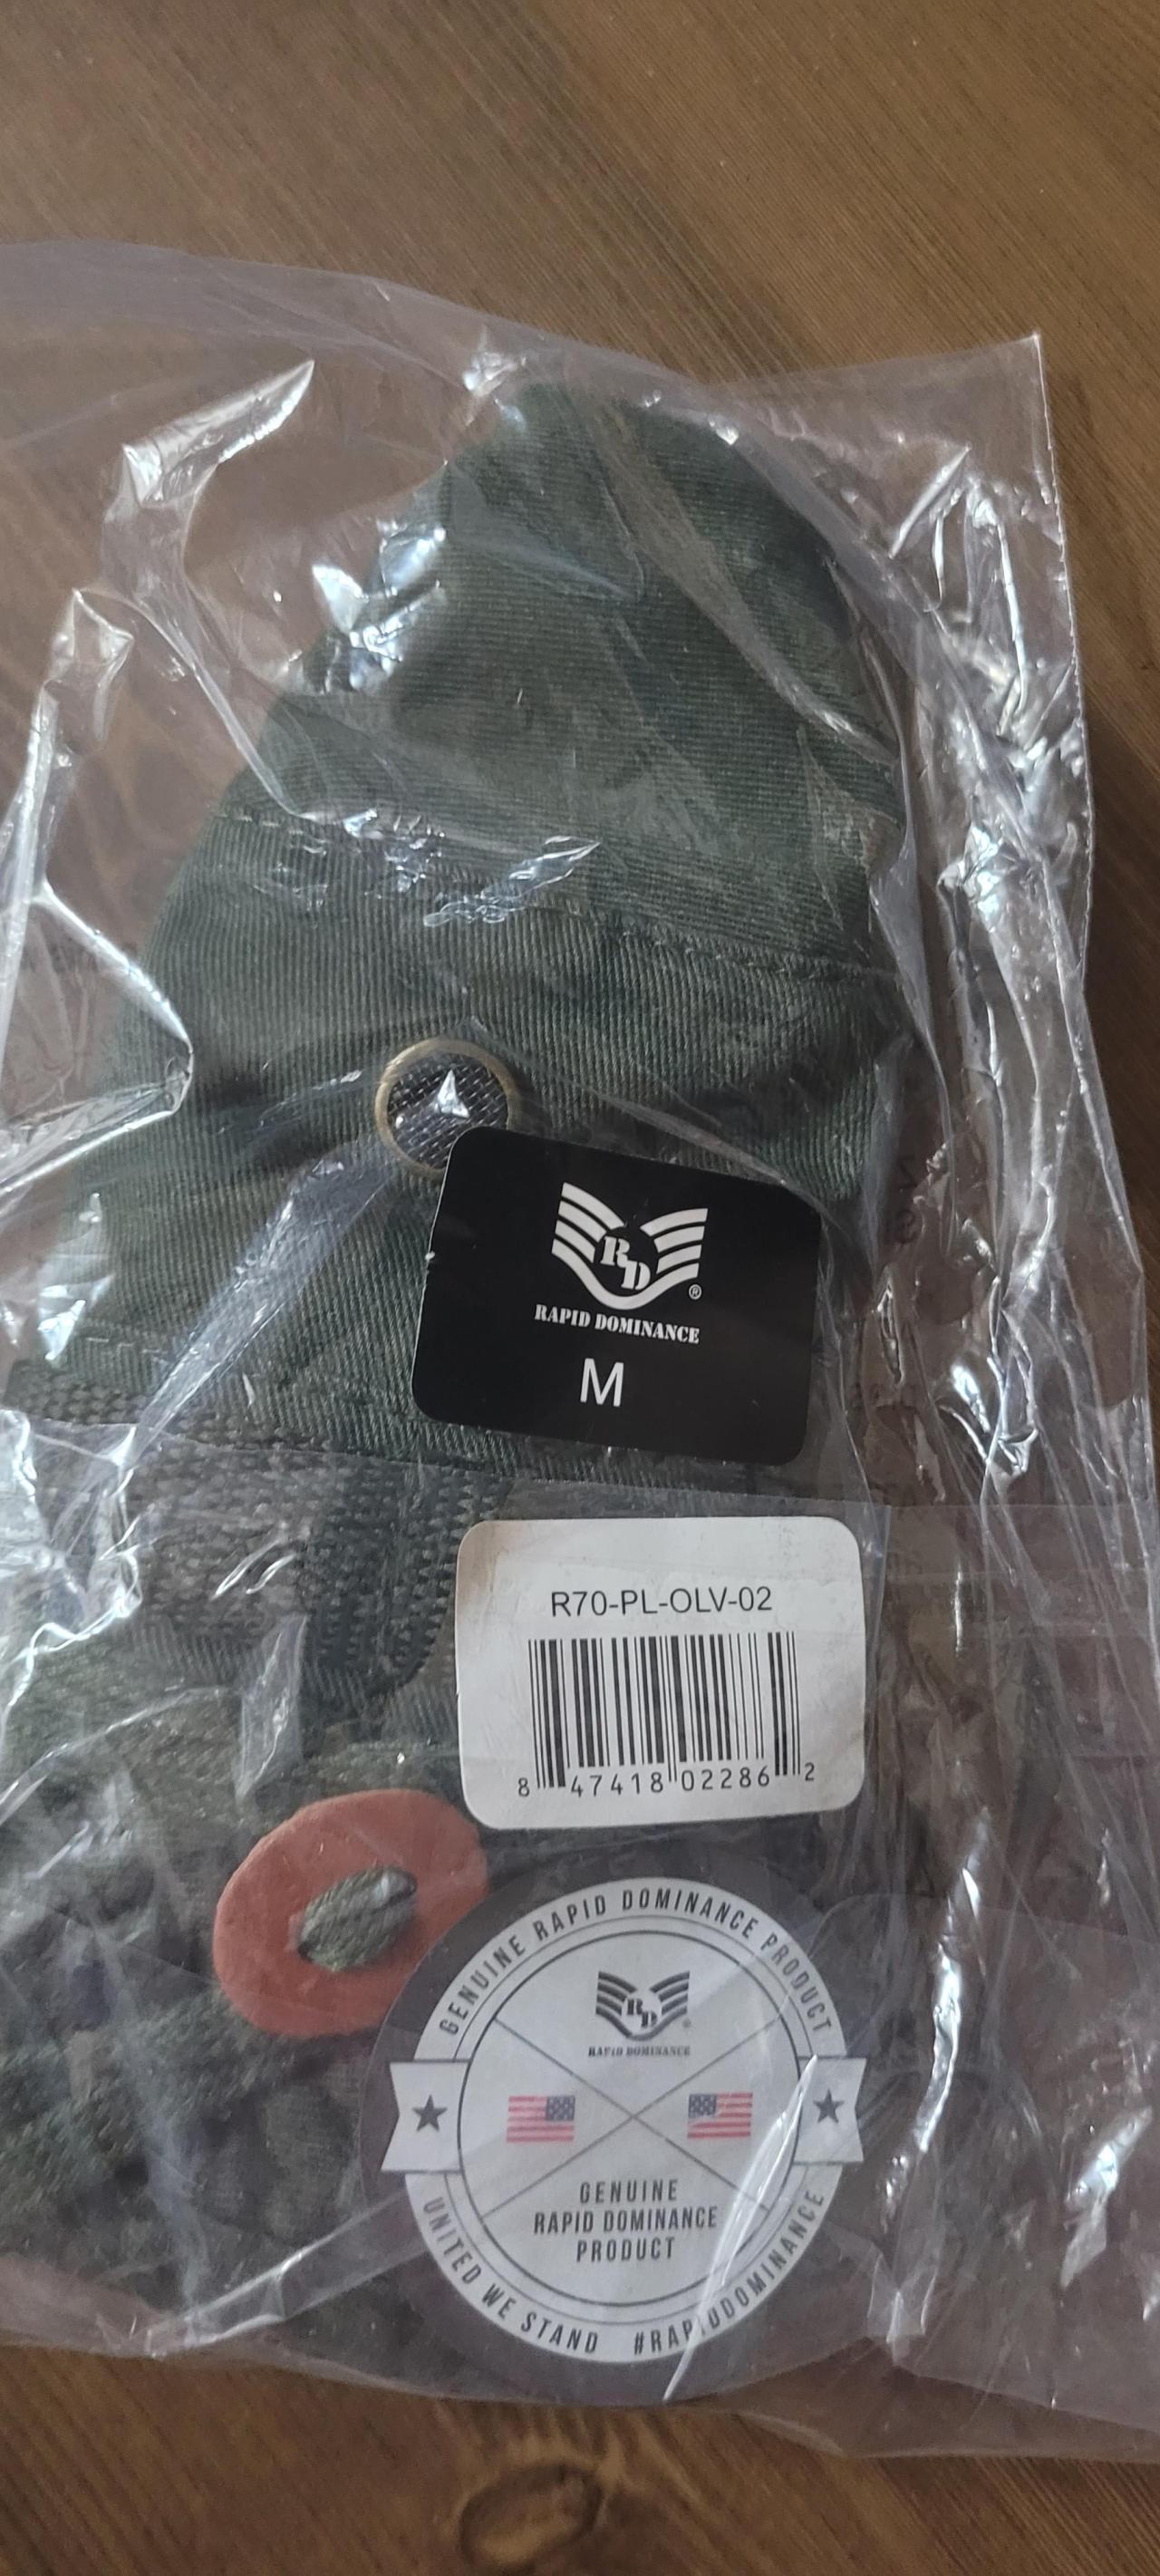 RD
®
RAPID DOMINANCE
M
R70-PL-OLV-02
8 47418 02286 2
GENUINE RAPID DOMINANCE PRODUCT
RD
RAPID DOMINANCE
GENUINE
RAPID DOMINANCE
PRODUCT
UNITED WE STAND #RAPIDDOMINANCE